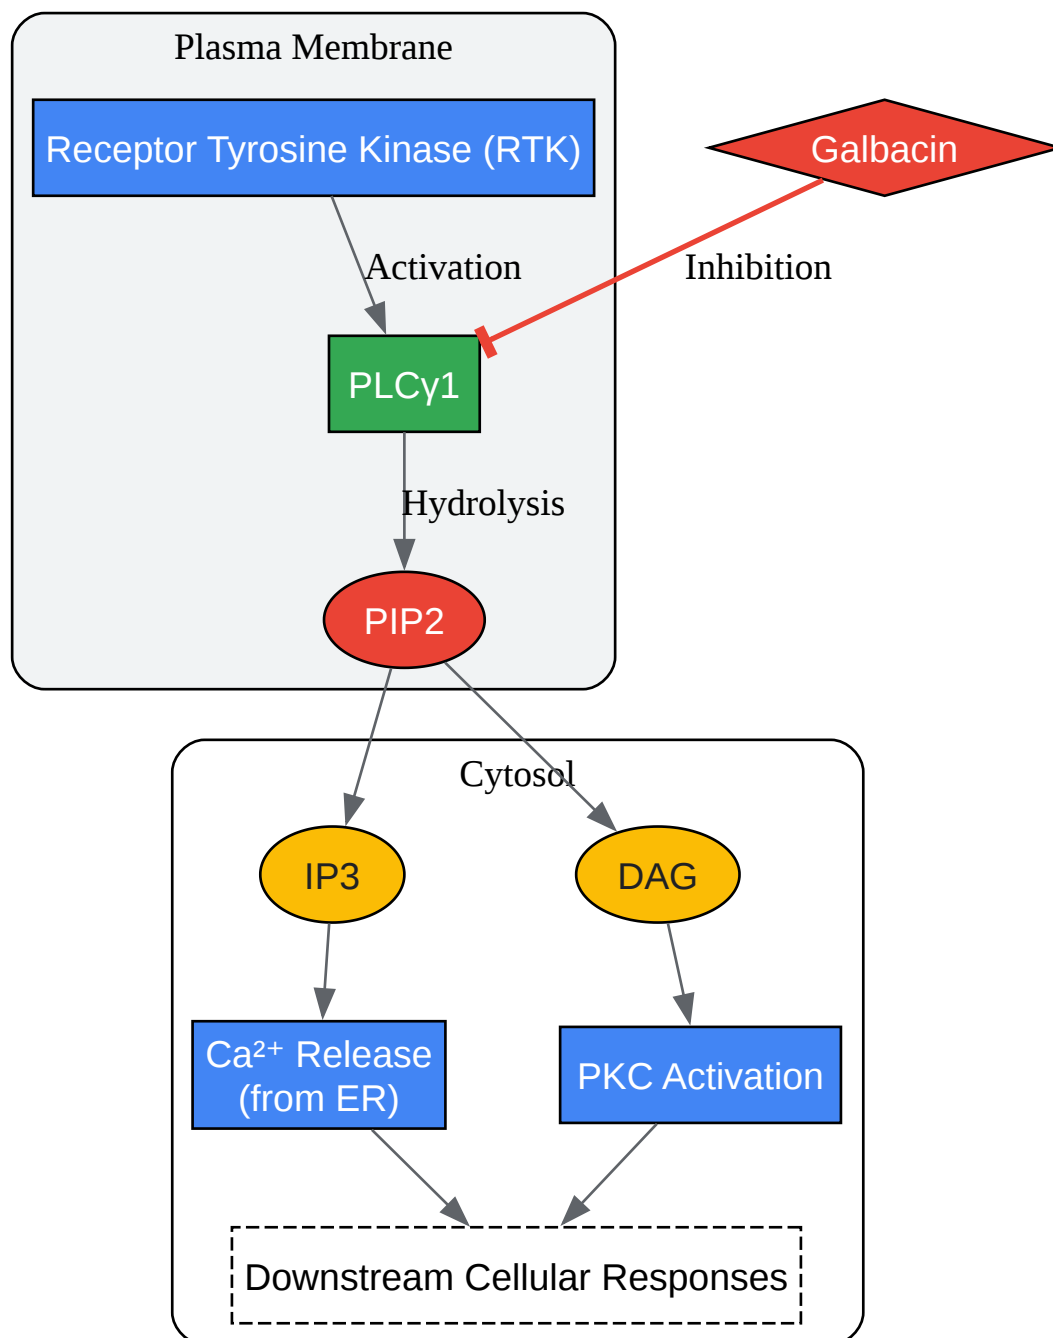 Plasma Membrane
Receptor Tyrosine Kinase (RTK)
Galbacin
Activation
Inhibition
PLCγ1
Hydrolysis
PIP2
Cytosol
IP3
DAG
Ca²⁺ Release
(from ER)
PKC Activation
Downstream Cellular Responses